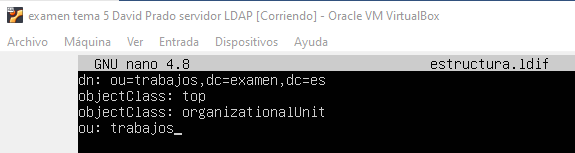 examen tema 5 David Prado servidor LDAP [Corriendo] - Oracle VM VirtualBox
Archivo Máquina Ver Entrada Dispositivos Ayuda
GNU nano 4.8 estructura.ldif
dn: ou=trabajos,dc=examen,dc=es
objectClass: top
objectClass: organizationalUnit
ou: trabajos_